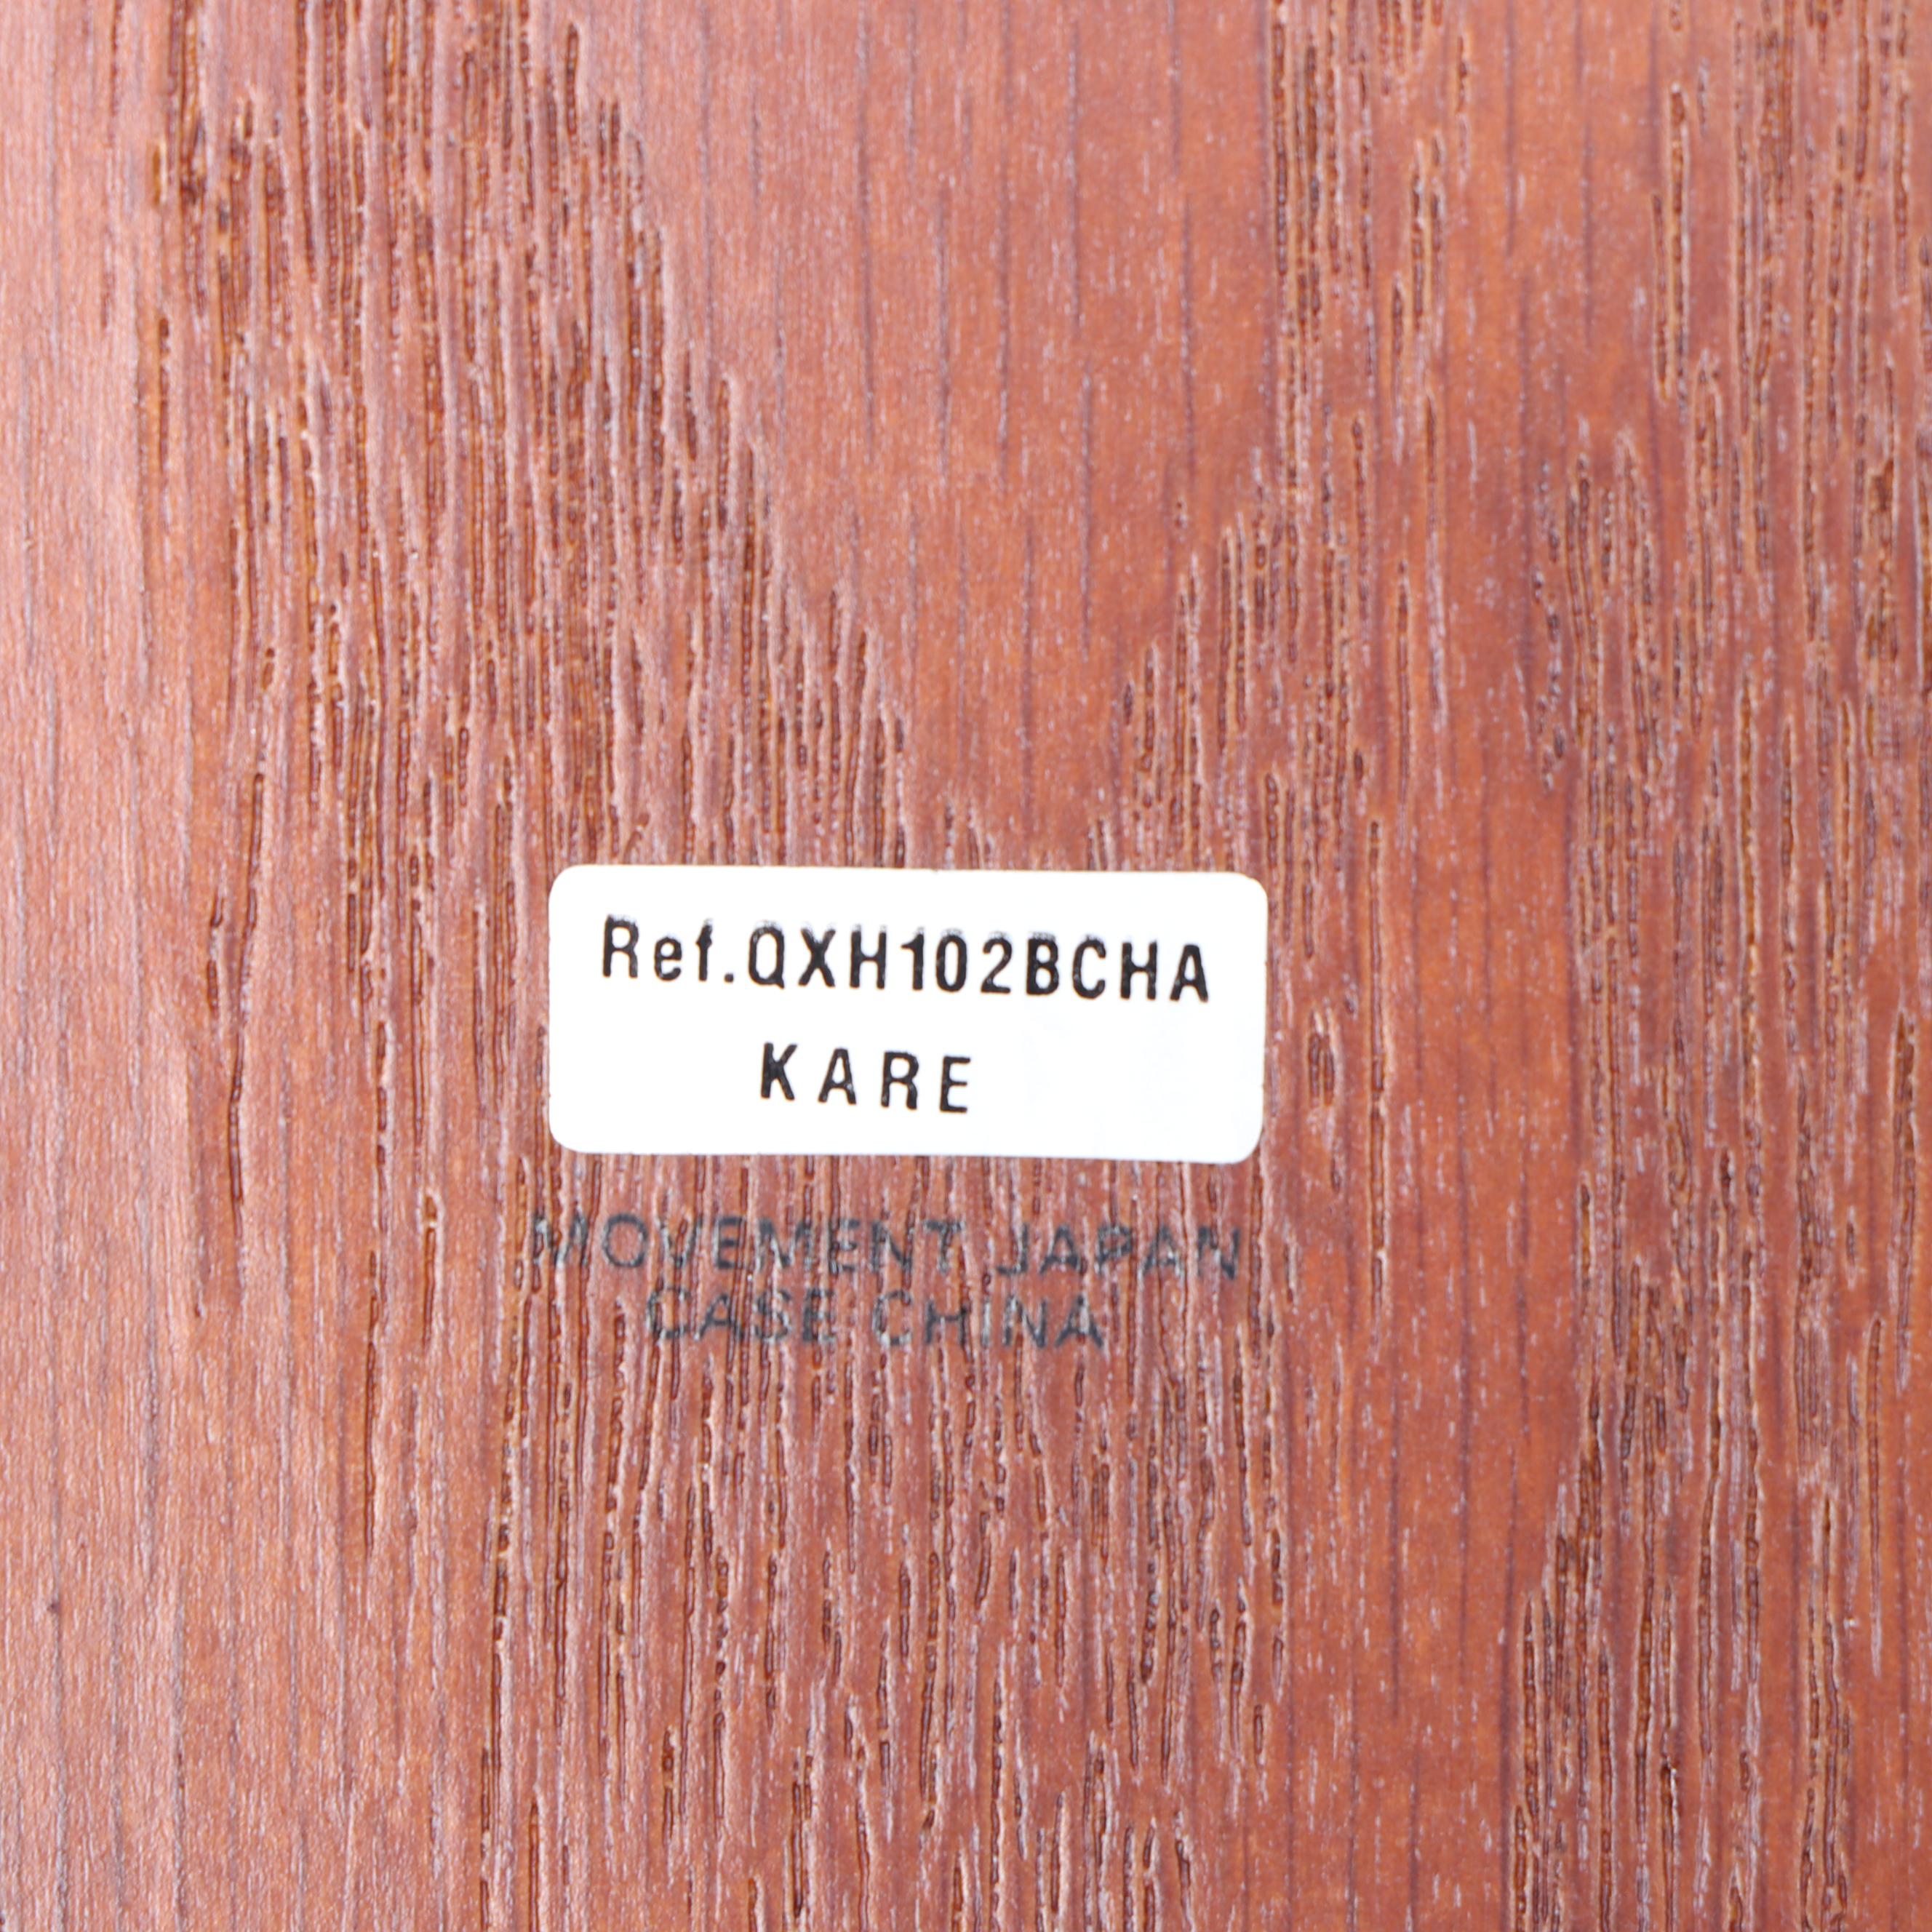 Ref.QXH102BCHA
KARE
MOVEMENT JAPAN
CASE CHINA